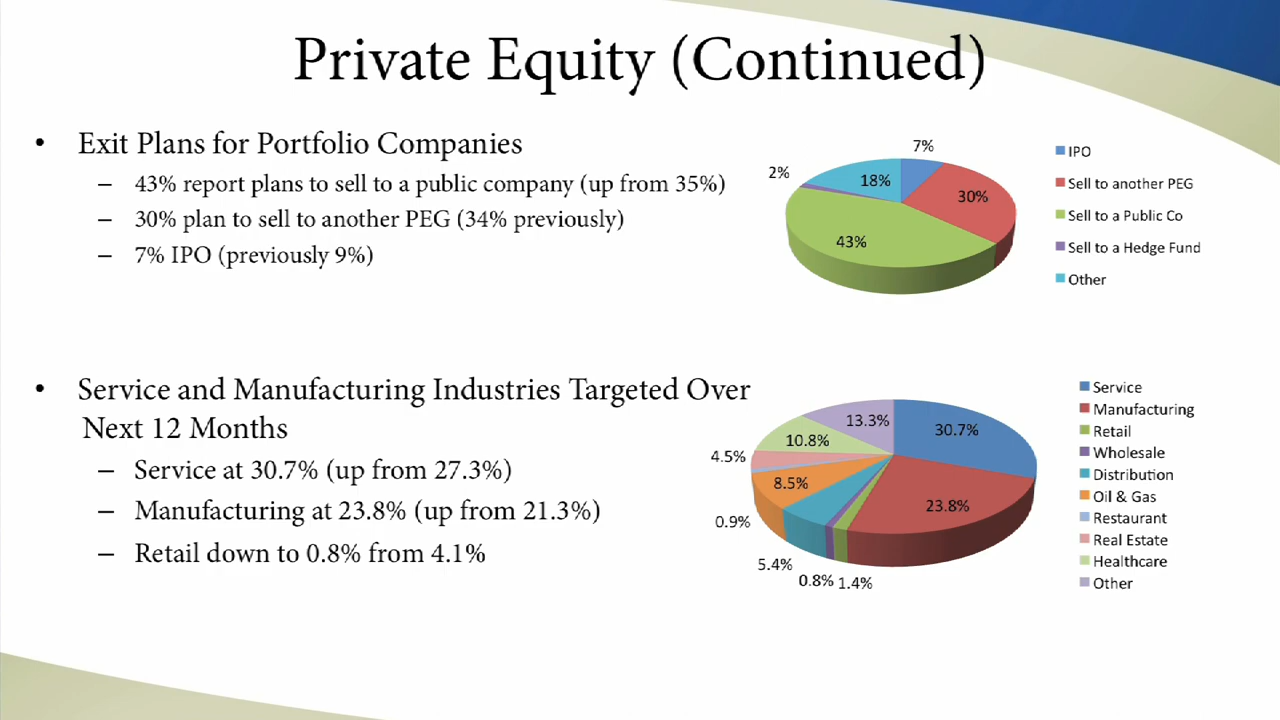 Private Equity (Continued)
• Exit Plans for Portfolio Companies
– 43% report plans to sell to a public company (up from 35%)
– 30% plan to sell to another PEG (34% previously)
– 7% IPO (previously 9%)
7%
2%
18%
30%
43%
IPO
Sell to another PEG
Sell to a Public Co
Sell to a Hedge Fund
Other
• Service and Manufacturing Industries Targeted Over
Next 12 Months
– Service at 30.7% (up from 27.3%)
– Manufacturing at 23.8% (up from 21.3%)
– Retail down to 0.8% from 4.1%
13.3%
30.7%
10.8%
4.5%
8.5%
23.8%
0.9%
5.4%
0.8%
1.4%
Service
Manufacturing
Retail
Wholesale
Distribution
Oil & Gas
Restaurant
Real Estate
Healthcare
Other